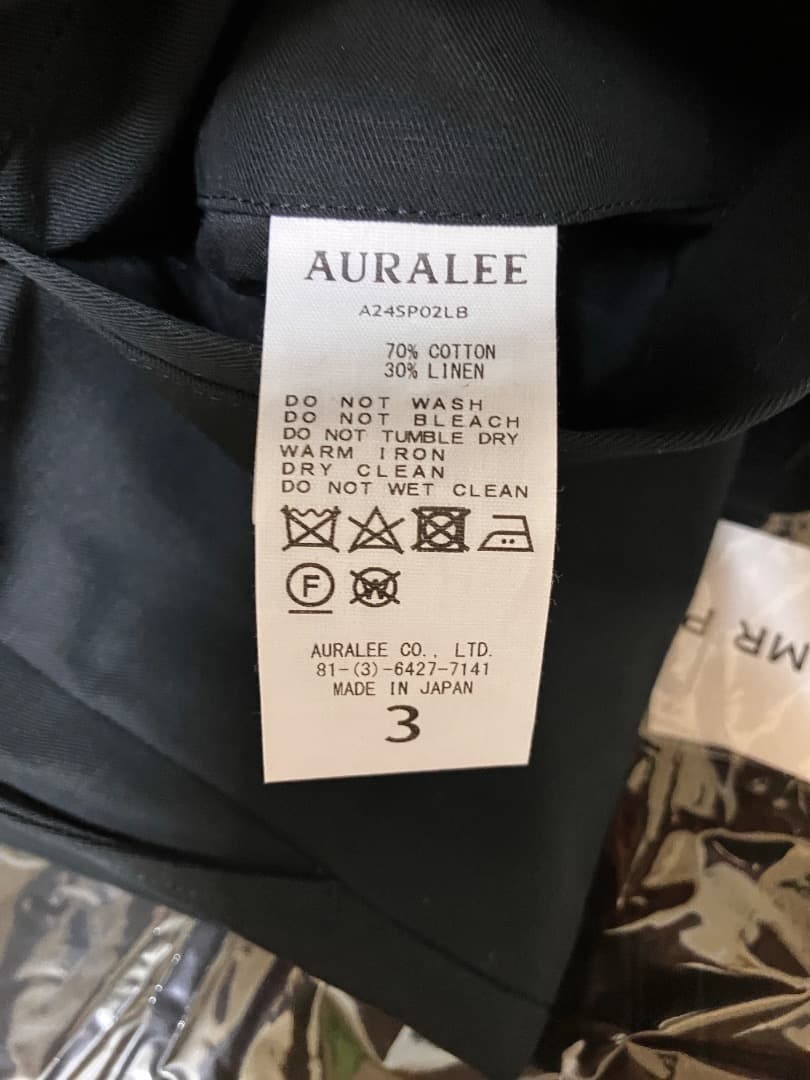 AURALEE
A24SP02LB
70% COTTON
30% LINEN
DO NOT WASH
DO NOT BLEACH
DO NOT TUMBLE DRY
WARM IRON
DRY CLEAN
DO NOT WET CLEAN
F
W
AURALEE CO., LTD.
81-(3)-6427-7141
MADE IN JAPAN
3
MR P